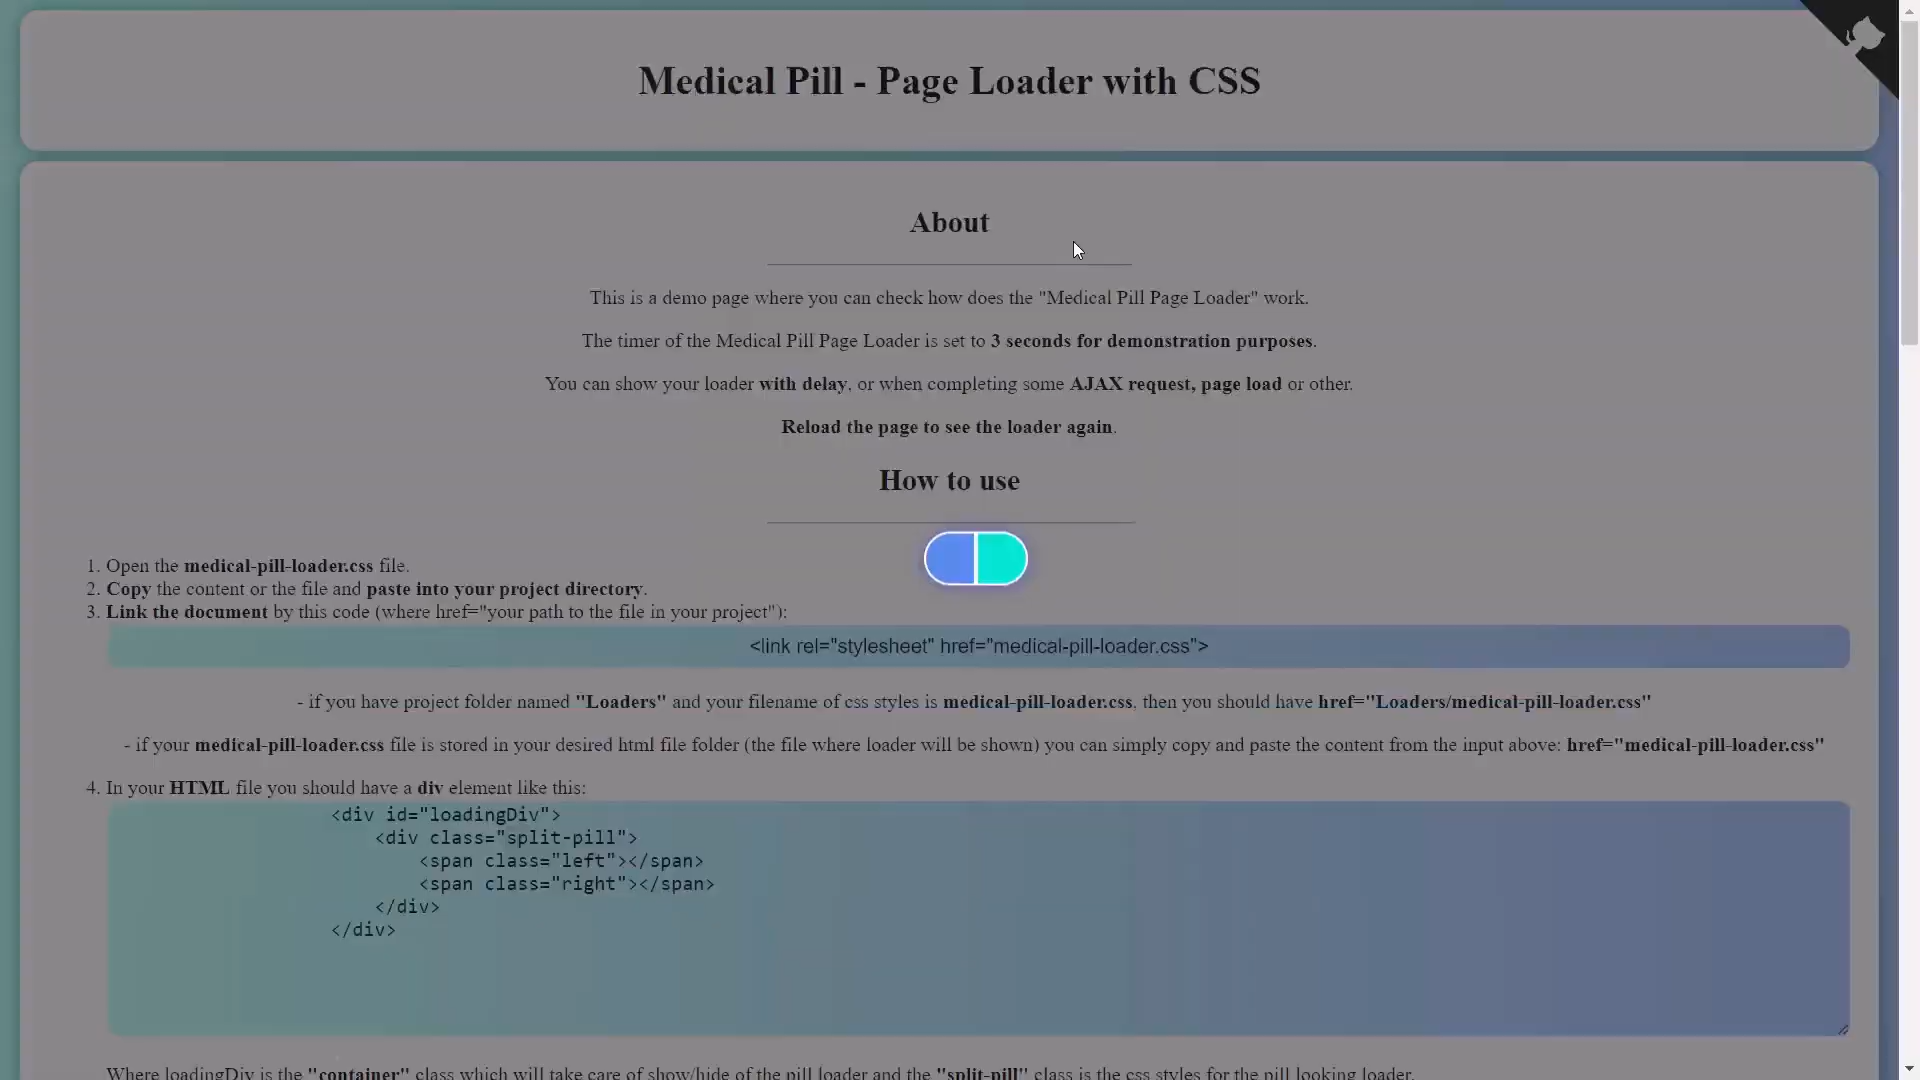 Medical Pill - Page Loader with CSS
About
This is a demo page where you can check how does the "Medical Pill Page Loader" work.
The timer of the Medical Pill Page Loader is set to 3 seconds for demonstration purposes.
You can show your loader with delay, or when completing some AJAX request, page load or other.
Reload the page to see the loader again.
How to use
1. Open the medical-pill-loader.css file.
2. Copy the content or the file and paste into your project directory.
3. Link the document by this code (where href="your path to the file in your project"):
<link rel="stylesheet" href="medical-pill-loader.css">
- if you have project folder named "Loaders" and your filename of css styles is medical-pill-loader.css, then you should have href="Loaders/medical-pill-loader.css"
- if your medical-pill-loader.css file is stored in your desired html file folder (the file where loader will be shown) you can simply copy and paste the content from the input above: href="medical-pill-loader.css"
4. In your HTML file you should have a div element like this:
<div id="loadingDiv">
<div class="split-pill">
<span class="left"></span>
<span class="right"></span>
</div>
</div>
Where loadingDiv is the "container" class which will take care of show/hide of the pill loader and the "split-pill" class is the css styles for the pill looking loader.